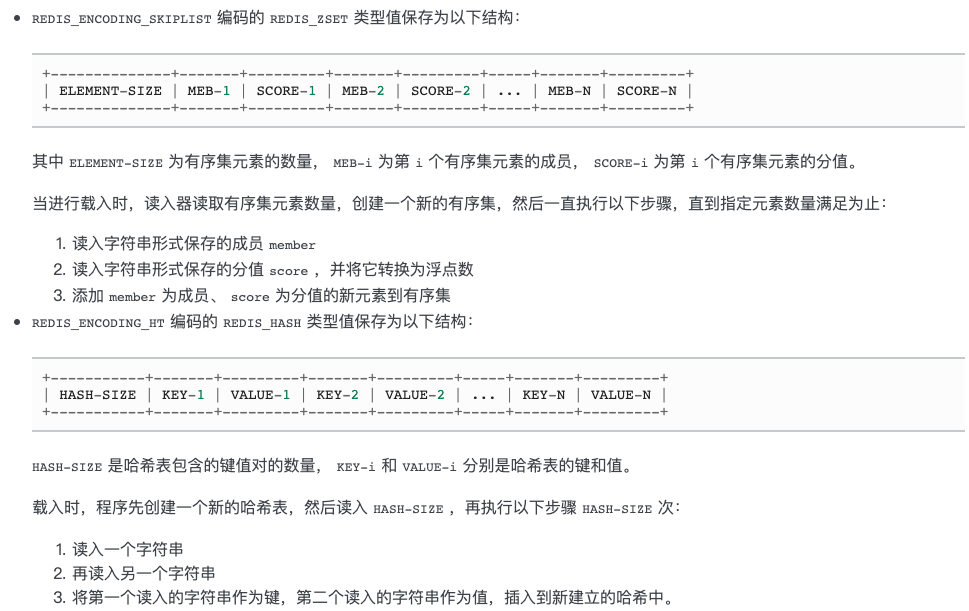 • REDIS_ENCODING_SKIPLIST 编码的 REDIS_ZSET 类型值保存为以下结构：
+--------------+-------+---------+-------+---------+-----+-------+---------+
| ELEMENT-SIZE | MEB-1 | SCORE-1 | MEB-2 | SCORE-2 | ... | MEB-N | SCORE-N |
+--------------+-------+---------+-------+---------+-----+-------+---------+
其中 ELEMENT-SIZE 为有序集元素的数量， MEB-i 为第 i 个有序集元素的成员， SCORE-i 为第 i 个有序集元素的分值。
当进行载入时，读入器读取有序集元素数量，创建一个新的有序集，然后一直执行以下步骤，直到指定元素数量满足为止：
1. 读入字符串形式保存的成员 member
2. 读入字符串形式保存的分值 score ，并将它转换为浮点数
3. 添加 member 为成员、 score 为分值的新元素到有序集
• REDIS_ENCODING_HT 编码的 REDIS_HASH 类型值保存为以下结构：
+-----------+-------+---------+-------+---------+-----+-------+---------+
| HASH-SIZE | KEY-1 | VALUE-1 | KEY-2 | VALUE-2 | ... | KEY-N | VALUE-N |
+-----------+-------+---------+-------+---------+-----+-------+---------+
HASH-SIZE 是哈希表包含的键值对的数量， KEY-i 和 VALUE-i 分别是哈希表的键和值。
载入时，程序先创建一个新的哈希表，然后读入 HASH-SIZE ，再执行以下步骤 HASH-SIZE 次：
1. 读入一个字符串
2. 再读入另一个字符串
3. 将第一个读入的字符串作为键，第二个读入的字符串作为值，插入到新建立的哈希中。